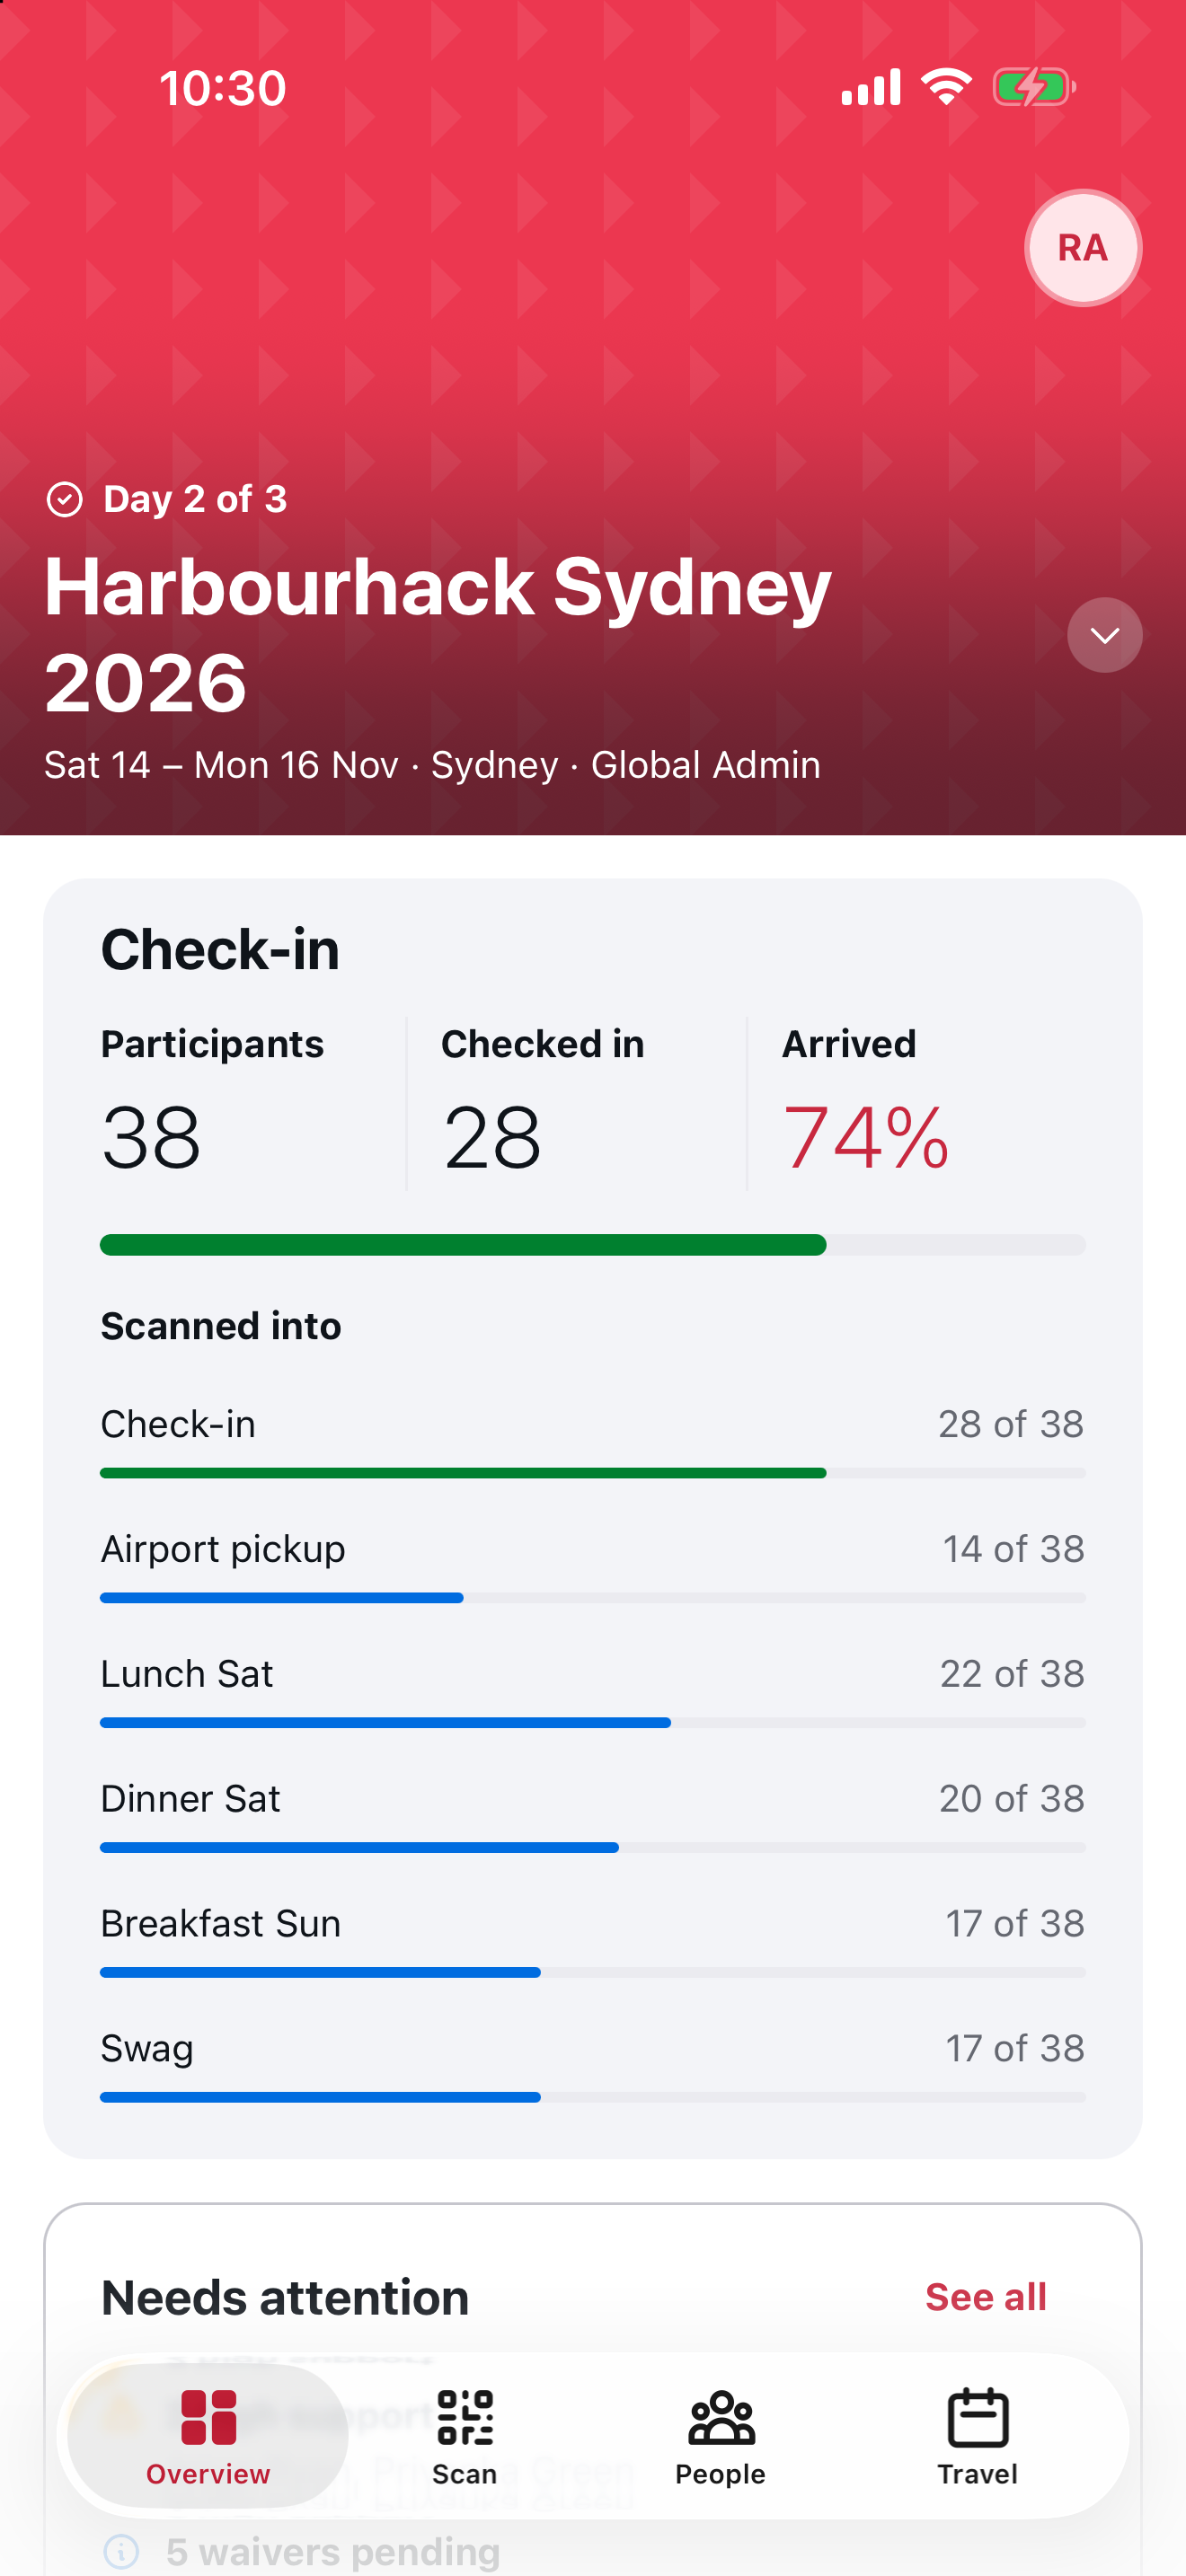 10:30
RA
Day 2 of 3
Harbourhack Sydney
2026
Sat 14 – Mon 16 Nov · Sydney · Global Admin
Check-in
Participants
Checked in
Arrived
38
28
74%
Scanned into
Check-in
28 of 38
Airport pickup
14 of 38
Lunch Sat
22 of 38
Dinner Sat
20 of 38
Breakfast Sun
17 of 38
Swag
17 of 38
Needs attention
See all
Overview
Scan
People
Travel
5 waivers pending